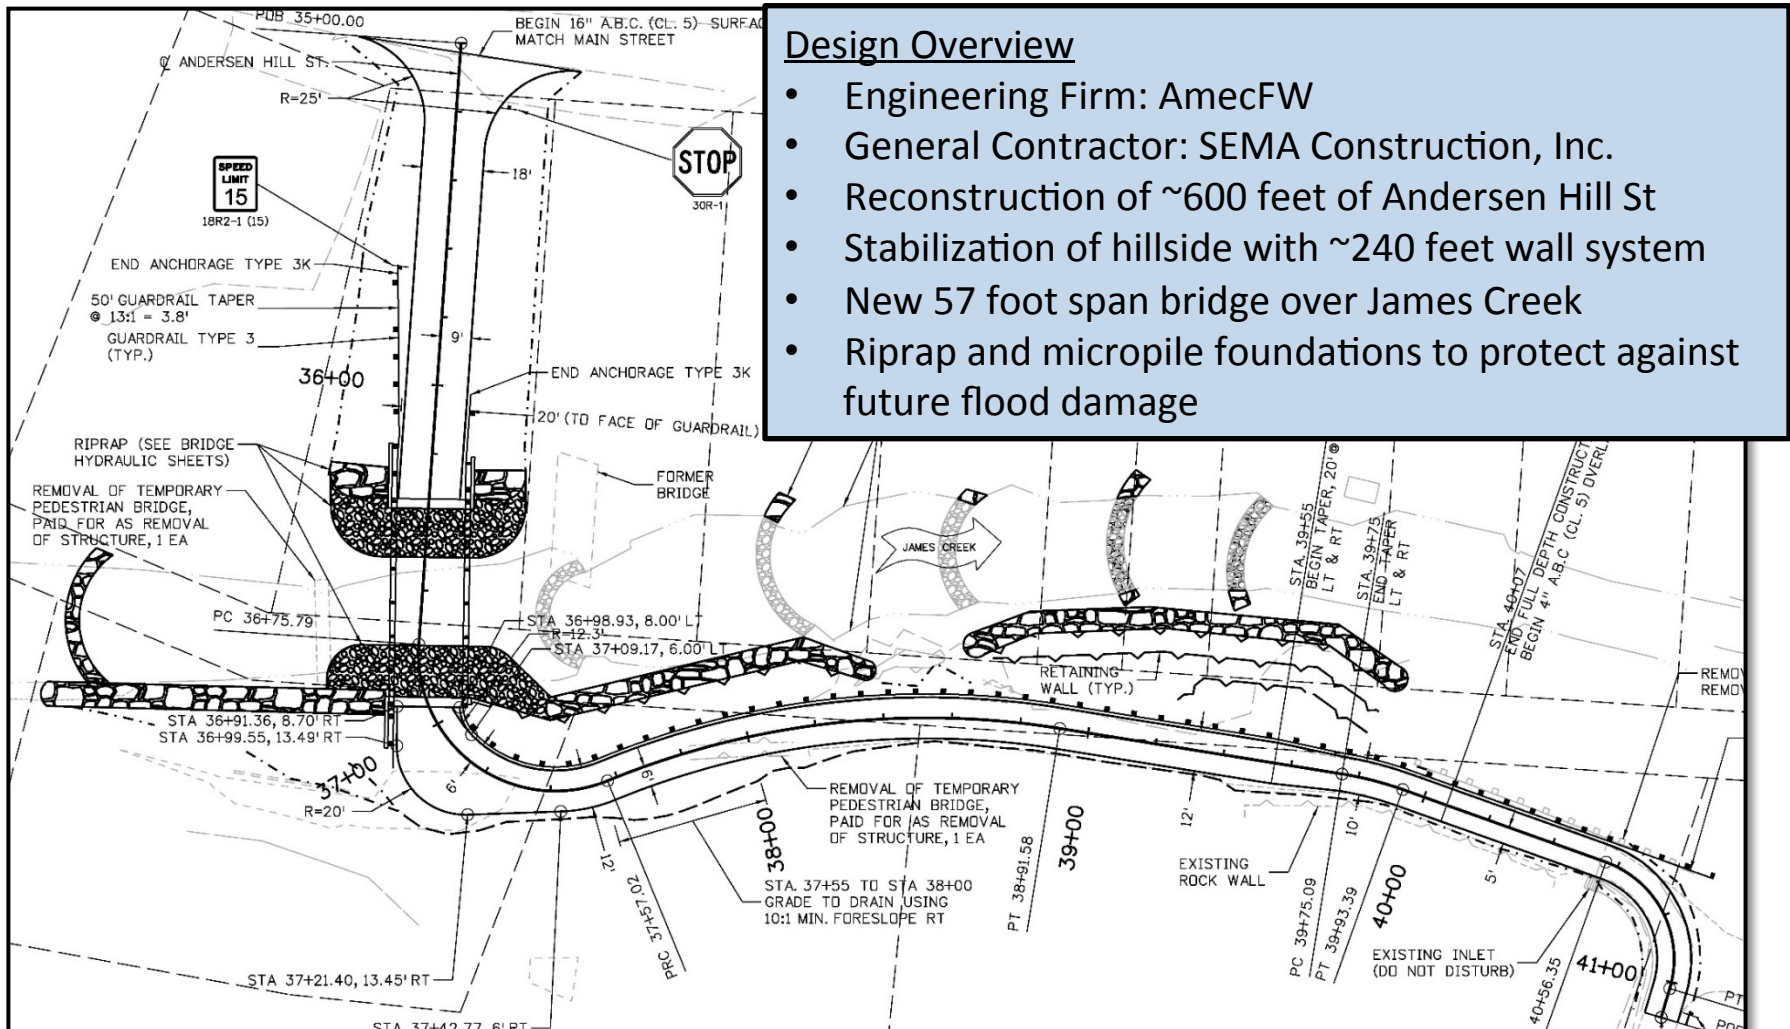 POB 35+00.00
BEGIN 16" A.B.C. (CL. 5) SURFAC
MATCH MAIN STREET
℄ ANDERSEN HILL ST.
R=25'
SPEED
LIMIT
15
18R2-1 (15)
STOP
30R-1
18'
Design Overview
• Engineering Firm: AmecFW
• General Contractor: SEMA Construction, Inc.
• Reconstruction of ~600 feet of Andersen Hill St
• Stabilization of hillside with ~240 feet wall system
• New 57 foot span bridge over James Creek
• Riprap and micropile foundations to protect against
future flood damage
END ANCHORAGE TYPE 3K
50' GUARDRAIL TAPER
@ 13:1 = 3.8'
GUARDRAIL TYPE 3
(TYP.)
9'
36+00
END ANCHORAGE TYPE 3K
20' (TO FACE OF GUARDRAIL)
RIPRAP (SEE BRIDGE
HYDRAULIC SHEETS)
REMOVAL OF TEMPORARY
PEDESTRIAN BRIDGE,
PAID FOR AS REMOVAL
OF STRUCTURE, 1 EA
FORMER
BRIDGE
JAMES CREEK
STA. 39+55
BEGIN TAPER, 20' @
LT & RT
STA. 39+75
END TAPER
LT & RT
STA. 40+07
END FULL DEPTH CONSTRUCT
BEGIN 4" A.B.C (CL. 5) OVERL
PC 36+75.79
STA 36+98.93, 8.00' LT
R=12.3'
STA 37+09.17, 6.00' LT
RETAINING
WALL (TYP.)
REMOV
REMOV
STA 36+91.36, 8.70' RT
STA 36+99.55, 13.49' RT
37+00
R=20'
6'
9'
12'
REMOVAL OF TEMPORARY
PEDESTRIAN BRIDGE,
PAID FOR AS REMOVAL
OF STRUCTURE, 1 EA
38+00
STA. 37+55 TO STA 38+00
GRADE TO DRAIN USING
10:1 MIN. FORESLOPE RT
PRC 37+57.02
PT 38+91.58
39+00
12'
EXISTING
ROCK WALL
10'
PC 39+75.09
PT 39+93.39
40+00
5'
EXISTING INLET
(DO NOT DISTURB)
40+56.35
41+00
PT
STA 37+21.40, 13.45' RT
STA 37+42.77, 6' RT